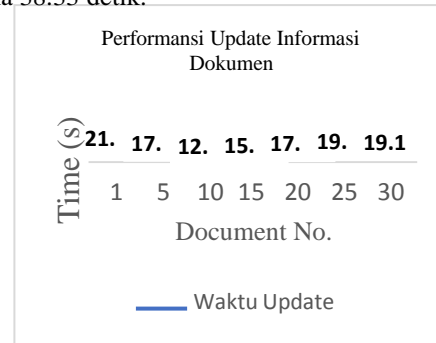 detik.
Performansi Update Informasi
Dokumen
Time (s)
21. 17. 12. 15. 17. 19. 19.1
1 5 10 15 20 25 30
Document No.
Waktu Update